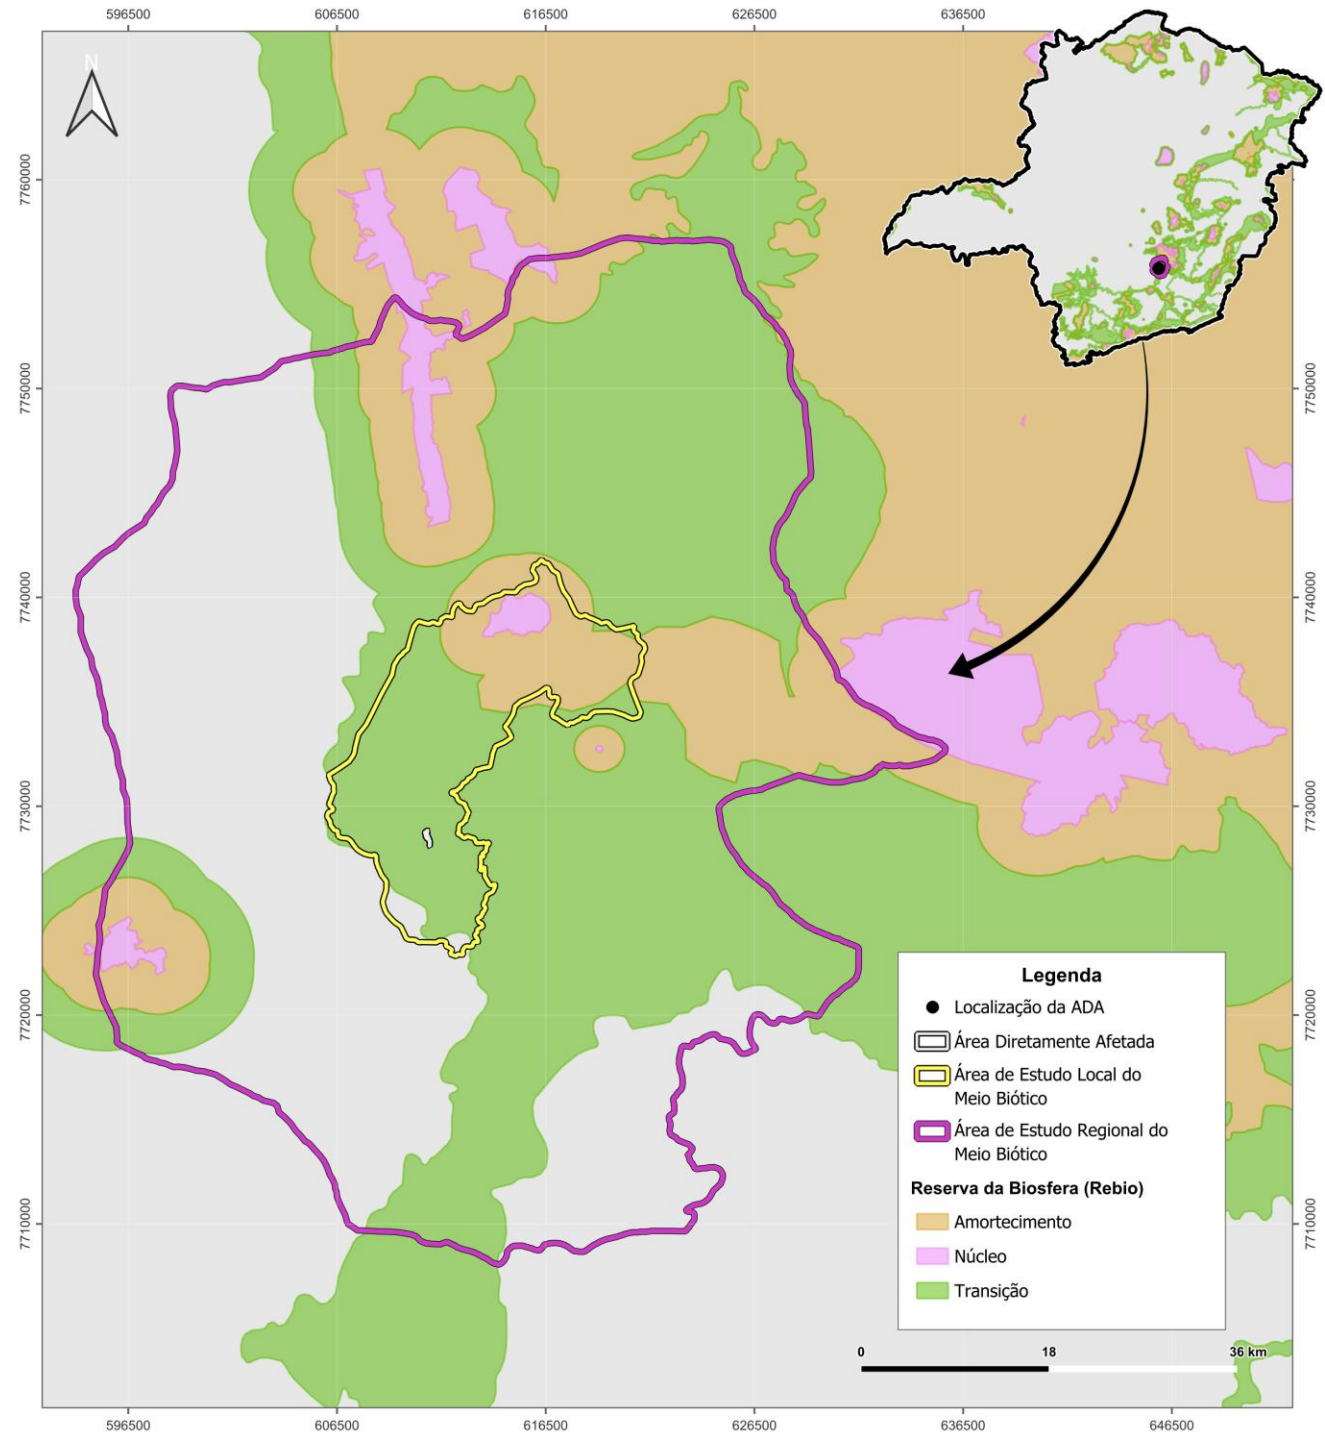 596500 606500 616500 626500 636500
N
7760000
7750000
7740000
7730000
7720000
7710000
7760000
7750000
7740000
7730000
7720000
7710000
Legenda
Localização da ADA
Área Diretamente Afetada
Área de Estudo Local do
Meio Biótico
Área de Estudo Regional do
Meio Biótico
Reserva da Biosfera (Rebio)
Amortecimento
Núcleo
Transição
0 18 36 km
596500 606500 616500 626500 636500 646500